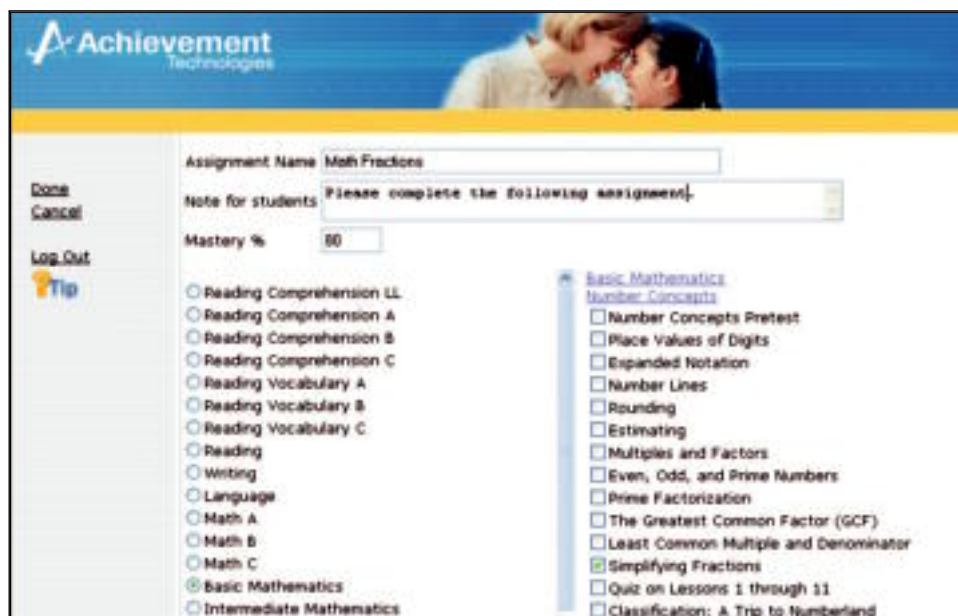 Achievement
Technologies
Assignment Name Math Fractions
Note for students Please complete the following assignment.
Mastery % 80
Done
Cancel
Log Out
Tip
Reading Comprehension LL
Reading Comprehension A
Reading Comprehension B
Reading Comprehension C
Reading Vocabulary A
Reading Vocabulary B
Reading Vocabulary C
Reading
Writing
Language
Math A
Math B
Math C
Basic Mathematics
Intermediate Mathematics
Basic Mathematics
Number Concepts
Number Concepts Pretest
Place Values of Digits
Expanded Notation
Number Lines
Rounding
Estimating
Multiples and Factors
Even, Odd, and Prime Numbers
Prime Factorization
The Greatest Common Factor (GCF)
Least Common Multiple and Denominator
Simplifying Fractions
Quiz on Lessons 1 through 11
Classification: A Trip to Numberland